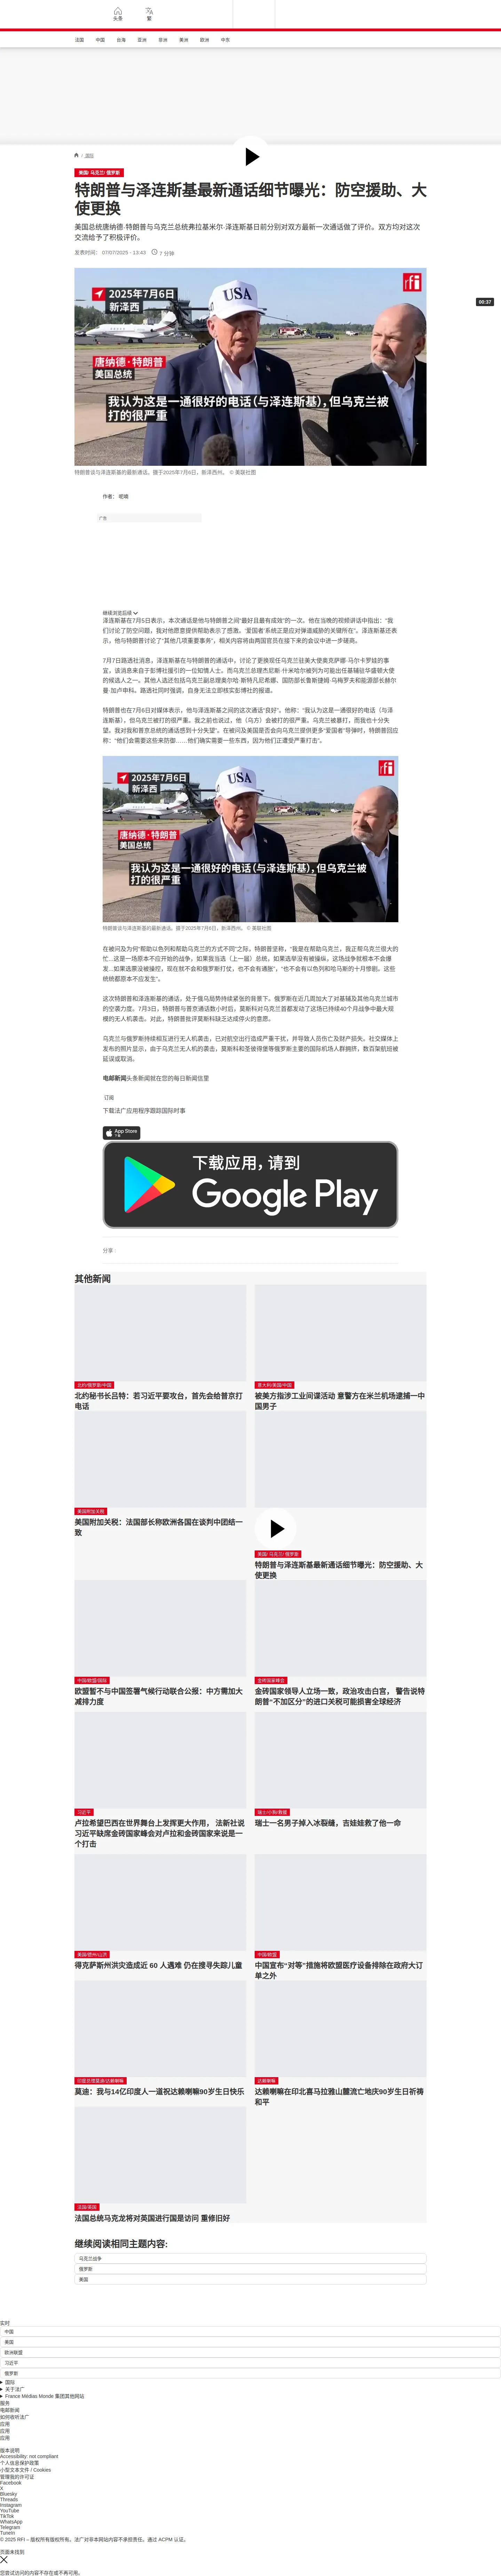 头条
繁
法国
中国
台海
亚洲
非洲
美洲
欧洲
中东
国际
美国/ 乌克兰/ 俄罗斯
特朗普与泽连斯基最新通话细节曝光：防空援助、大
使更换
美国总统唐纳德·特朗普与乌克兰总统弗拉基米尔·泽连斯基日前分别对双方最新一次通话做了评价。双方均对这次
交流给予了积极评价。
发表时间： 07/07/2025 - 13:43
7 分钟
00:37
rfi
2025年7月6日
新泽西
USA
唐纳德·特朗普
美国总统
我认为这是一通很好的电话（与泽连斯基），但乌克兰被
打的很严重
特朗普谈与泽连斯基的最新通话。摄于2025年7月6日，新泽西州。 © 美联社图
广告
继续浏览后续
泽连斯基在7月5日表示，本次通话是他与特朗普之间“最好且最有成效”的一次。他在当晚的视频讲话中指出：“我
们讨论了防空问题，我对他愿意提供帮助表示了感激。‘爱国者’系统正是应对弹道威胁的关键所在”。泽连斯基还表
示，他与特朗普讨论了“其他几项重要事务”，相关内容将由两国官员在接下来的会议中进一步磋商。
7月7日路透社消息，泽连斯基在与特朗普的通话中，讨论了更换现任乌克兰驻美大使奥克萨娜·马尔卡罗娃的事
宜。该消息来自于彭博社援引的一位知情人士。而乌克兰总理杰尼斯·什米哈尔被列为可能出任基辅驻华盛顿大使
的候选人之一。其他人选还包括乌克兰副总理奥尔哈·斯特凡尼希娜、国防部长鲁斯捷姆·乌梅罗夫和能源部长赫尔
曼·加卢申科。路透社同时强调，自身无法立即核实彭博社的报道。
特朗普也在7月6日对媒体表示，他与泽连斯基之间的这次通话“良好”。他称：“我认为这是一通很好的电话（与泽
连斯基），但乌克兰被打的很严重。我之前也说过，他（乌方）会被打的很严重。乌克兰被暴打，而我也十分失
望。我对我和普京总统的通话也感到十分失望”。在被问及美国是否会向乌克兰提供更多“爱国者”导弹时，特朗普回应
称：“他们会需要这些来防御……他们确实需要一些东西，因为他们正遭受严重打击”。
rfi
2025年7月6日
新泽西
USA
唐纳德·特朗普
美国总统
我认为这是一通很好的电话（与泽连斯基），但乌克兰被
打的很严重
特朗普谈与泽连斯基的最新通话。摄于2025年7月6日，新泽西州。 © 美联社图
在被问及为何“帮助以色列和帮助乌克兰的方式不同”之际，特朗普坚称，“我是在帮助乌克兰，我正帮乌克兰很大的
忙...这是一场原本不应开始的战争，如果我当选（上一届）总统，如果选举没有被操纵，这场战争就根本不会爆
发...如果选票没被操控，现在就不会和俄罗斯打仗，也不会有通胀”，“也不会有以色列和哈马斯的十月惨剧。这些
统统都原本不应发生”。
这次特朗普和泽连斯基的通话，处于俄乌局势持续紧张的背景下。俄罗斯在近几周加大了对基辅及其他乌克兰城市
的空袭力度。7月3日，特朗普与普京通话数小时后，莫斯科对乌克兰首都发动了这场已持续40个月战争中最大规
模的无人机袭击。对此，特朗普批评莫斯科缺乏达成停火的意愿。
乌克兰与俄罗斯持续相互进行无人机袭击，已对航空出行造成严重干扰，并导致人员伤亡及财产损失。社交媒体上
发布的照片显示，由于乌克兰无人机的袭击，莫斯科和圣彼得堡等俄罗斯主要的国际机场人群拥挤，数百架航班被
延误或取消。
电邮新闻头条新闻就在您的每日新闻信里
订阅
下载法广应用程序跟踪国际时事
App Store
下载应用，请到
Google Play
分享 :
其他新闻
北约/俄罗斯/中国
北约秘书长吕特：若习近平要攻台，首先会给普京打
电话
意大利/美国/中国
被美方指涉工业间谍活动 意警方在米兰机场逮捕一中
国男子
美国附加关税
美国附加关税：法国部长称欧洲各国在谈判中团结一
致
美国/ 乌克兰/ 俄罗斯
特朗普与泽连斯基最新通话细节曝光：防空援助、大
使更换
中国/欧盟/国际
欧盟暂不与中国签署气候行动联合公报：中方需加大
减排力度
金砖国家峰会
金砖国家领导人立场一致，政治攻击白宫， 警告说特
朗普“不加区分”的进口关税可能损害全球经济
习近平
卢拉希望巴西在世界舞台上发挥更大作用， 法新社说
习近平缺席金砖国家峰会对卢拉和金砖国家来说是一
个打击
瑞士/小狗/救援
瑞士一名男子掉入冰裂缝，吉娃娃救了他一命
美国/德州/山洪
得克萨斯州洪灾造成近 60 人遇难 仍在搜寻失踪儿童
中国/欧盟
中国宣布“对等”措施将欧盟医疗设备排除在政府大订
单之外
印度总理莫迪/达赖喇嘛
莫迪：我与14亿印度人一道祝达赖喇嘛90岁生日快乐
达赖喇嘛
达赖喇嘛在印北喜马拉雅山麓流亡地庆90岁生日祈祷
和平
法国/英国
法国总统马克龙将对英国进行国是访问 重修旧好
继续阅读相同主题内容:
乌克兰战争
俄罗斯
美国
实时
中国
美国
欧洲联盟
习近平
俄罗斯
国际
关于法广
France Médias Monde 集团其他网站
服务
电邮新闻
如何收听法广
应用
应用
应用
版本说明
Accessibility: not compliant
个人信息保护政策
小型文本文件 / Cookies
管理我的许可证
Facebook
X
Bluesky
Threads
Instagram
YouTube
TikTok
WhatsApp
Telegram
TuneIn
© 2025 RFI – 版权所有版权所有。法广对非本网站内容不承担责任。通过 ACPM 认证。
页面未找到
您尝试访问的内容不存在或不再可用。